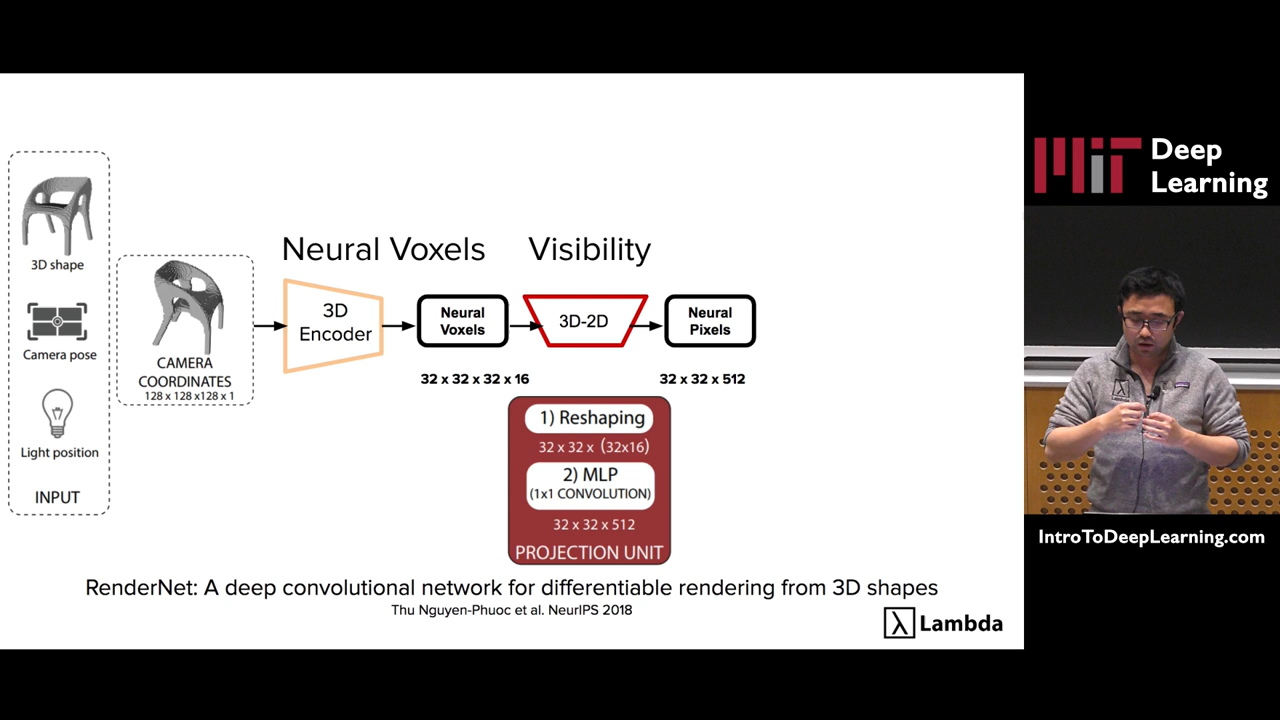 3D shape
Camera pose
Light position
INPUT
CAMERA
COORDINATES
128 x 128 x128 x 1
Neural Voxels
3D
Encoder
Neural
Voxels
32 x 32 x 32 x 16
Visibility
3D-2D
1) Reshaping
32 x 32 x (32x16)
2) MLP
(1x1 CONVOLUTION)
32 x 32 x 512
PROJECTION UNIT
Neural
Pixels
32 x 32 x 512
RenderNet: A deep convolutional network for differentiable rendering from 3D shapes
Thu Nguyen-Phuoc et al. NeurIPS 2018
λ Lambda
MIT Deep
Learning
IntroToDeepLearning.com